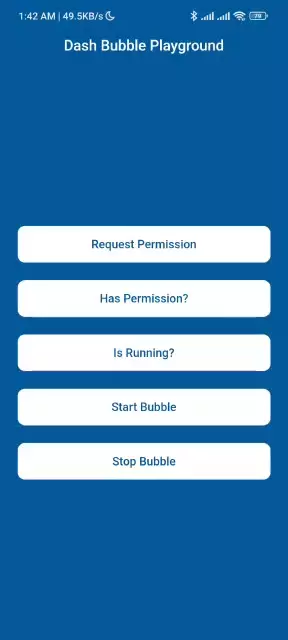 1:42 AM | 49.5KB/s
Dash Bubble Playground
Request Permission
Has Permission?
Is Running?
Start Bubble
Stop Bubble